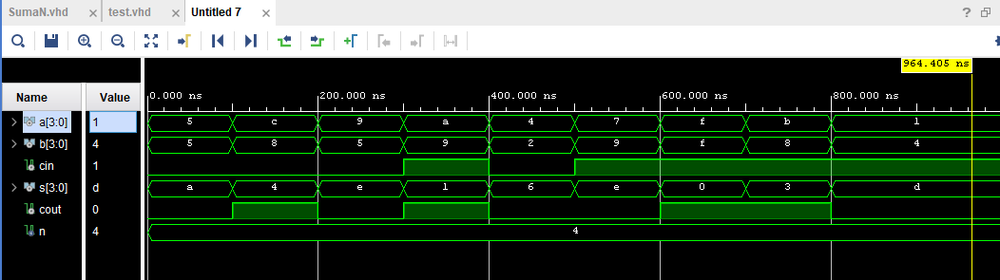 SumaN.vhd × test.vhd × Untitled 7 × ?
964.405 ns
0.000 ns 200.000 ns 400.000 ns 600.000 ns 800.000 ns
Name Value
a[3:0] 1 5 c 9 a 4 7 f b 1
b[3:0] 4 5 8 5 9 2 9 f 8 4
cin 1
s[3:0] d a 4 e 1 6 e 0 3 d
cout 0
n 4 4